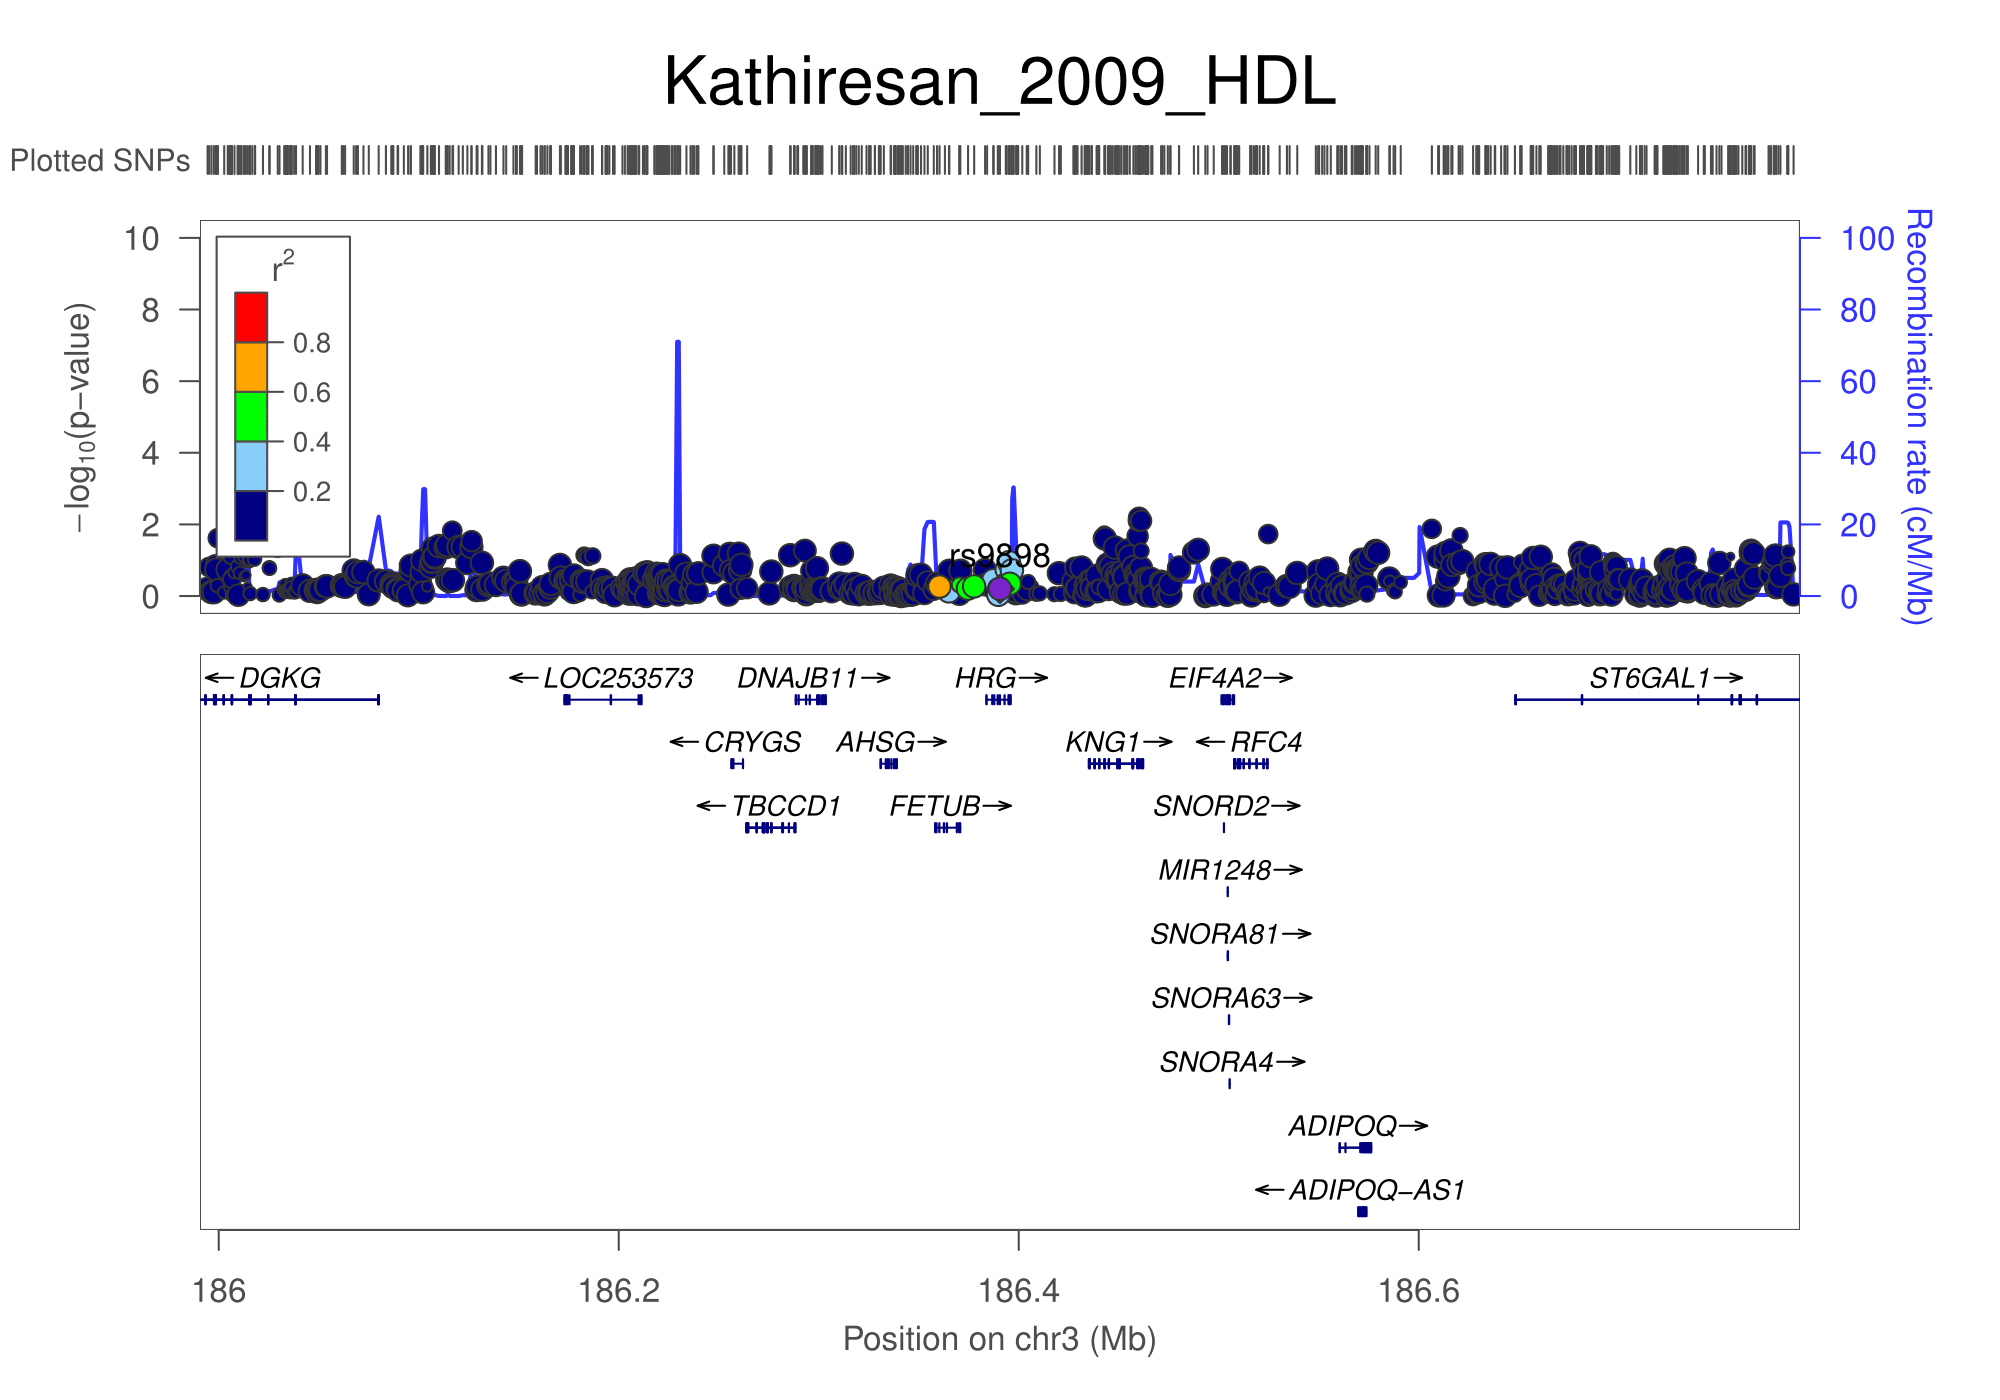 Kathiresan_2009_HDL
Plotted SNPs
10
8
6
4
2
0
−log10(p−value)
r2
0.8
0.6
0.4
0.2
rs9898
100
80
60
40
20
0
Recombination rate (cM/Mb)
←DGKG ←LOC253573 DNAJB11→ HRG→ EIF4A2→ ST6GAL1→
←CRYGS AHSG→ KNG1→ ←RFC4
←TBCCD1 FETUB→ SNORD2→
MIR1248→
SNORA81→
SNORA63→
SNORA4→
ADIPOQ→
←ADIPOQ−AS1
186 186.2 186.4 186.6
Position on chr3 (Mb)